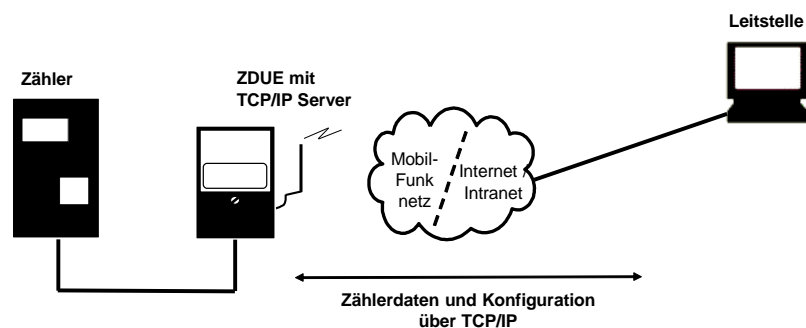 Leitstelle
Zähler
ZDUE mit
TCP/IP Server
Mobil-
Funk
netz
Internet /
Intranet
Zählerdaten und Konfiguration
über TCP/IP